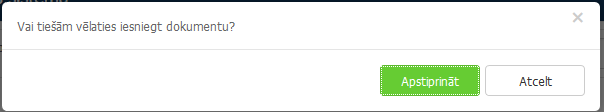 Vai tiešām vēlaties iesniegt dokumentu?
Apstiprināt
Atcelt